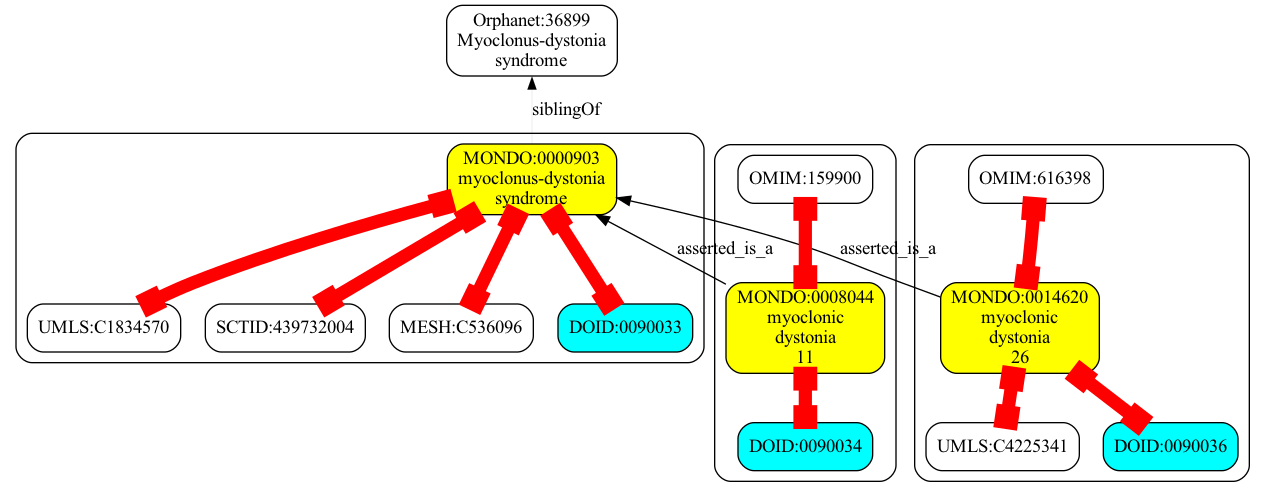 Orphanet:36899
Myoclonus-dystonia
syndrome
siblingOf
MONDO:0000903
myoclonus-dystonia
syndrome
OMIM:159900
OMIM:616398
asserted_is_a
asserted_is_a
UMLS:C1834570
SCTID:439732004
MESH:C536096
DOID:0090033
MONDO:0008044
myoclonic
dystonia
11
MONDO:0014620
myoclonic
dystonia
26
DOID:0090034
UMLS:C4225341
DOID:0090036